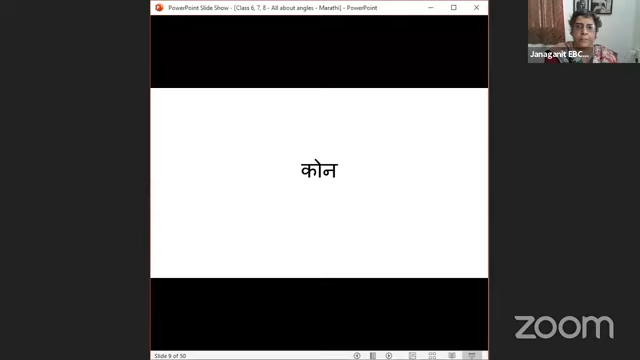 PowerPoint Slide Show - [Class 6, 7, 8 - All about angles - Marathi] - PowerPoint
Janaganit EBC...
कोन
zoom
Slide 9 of 50